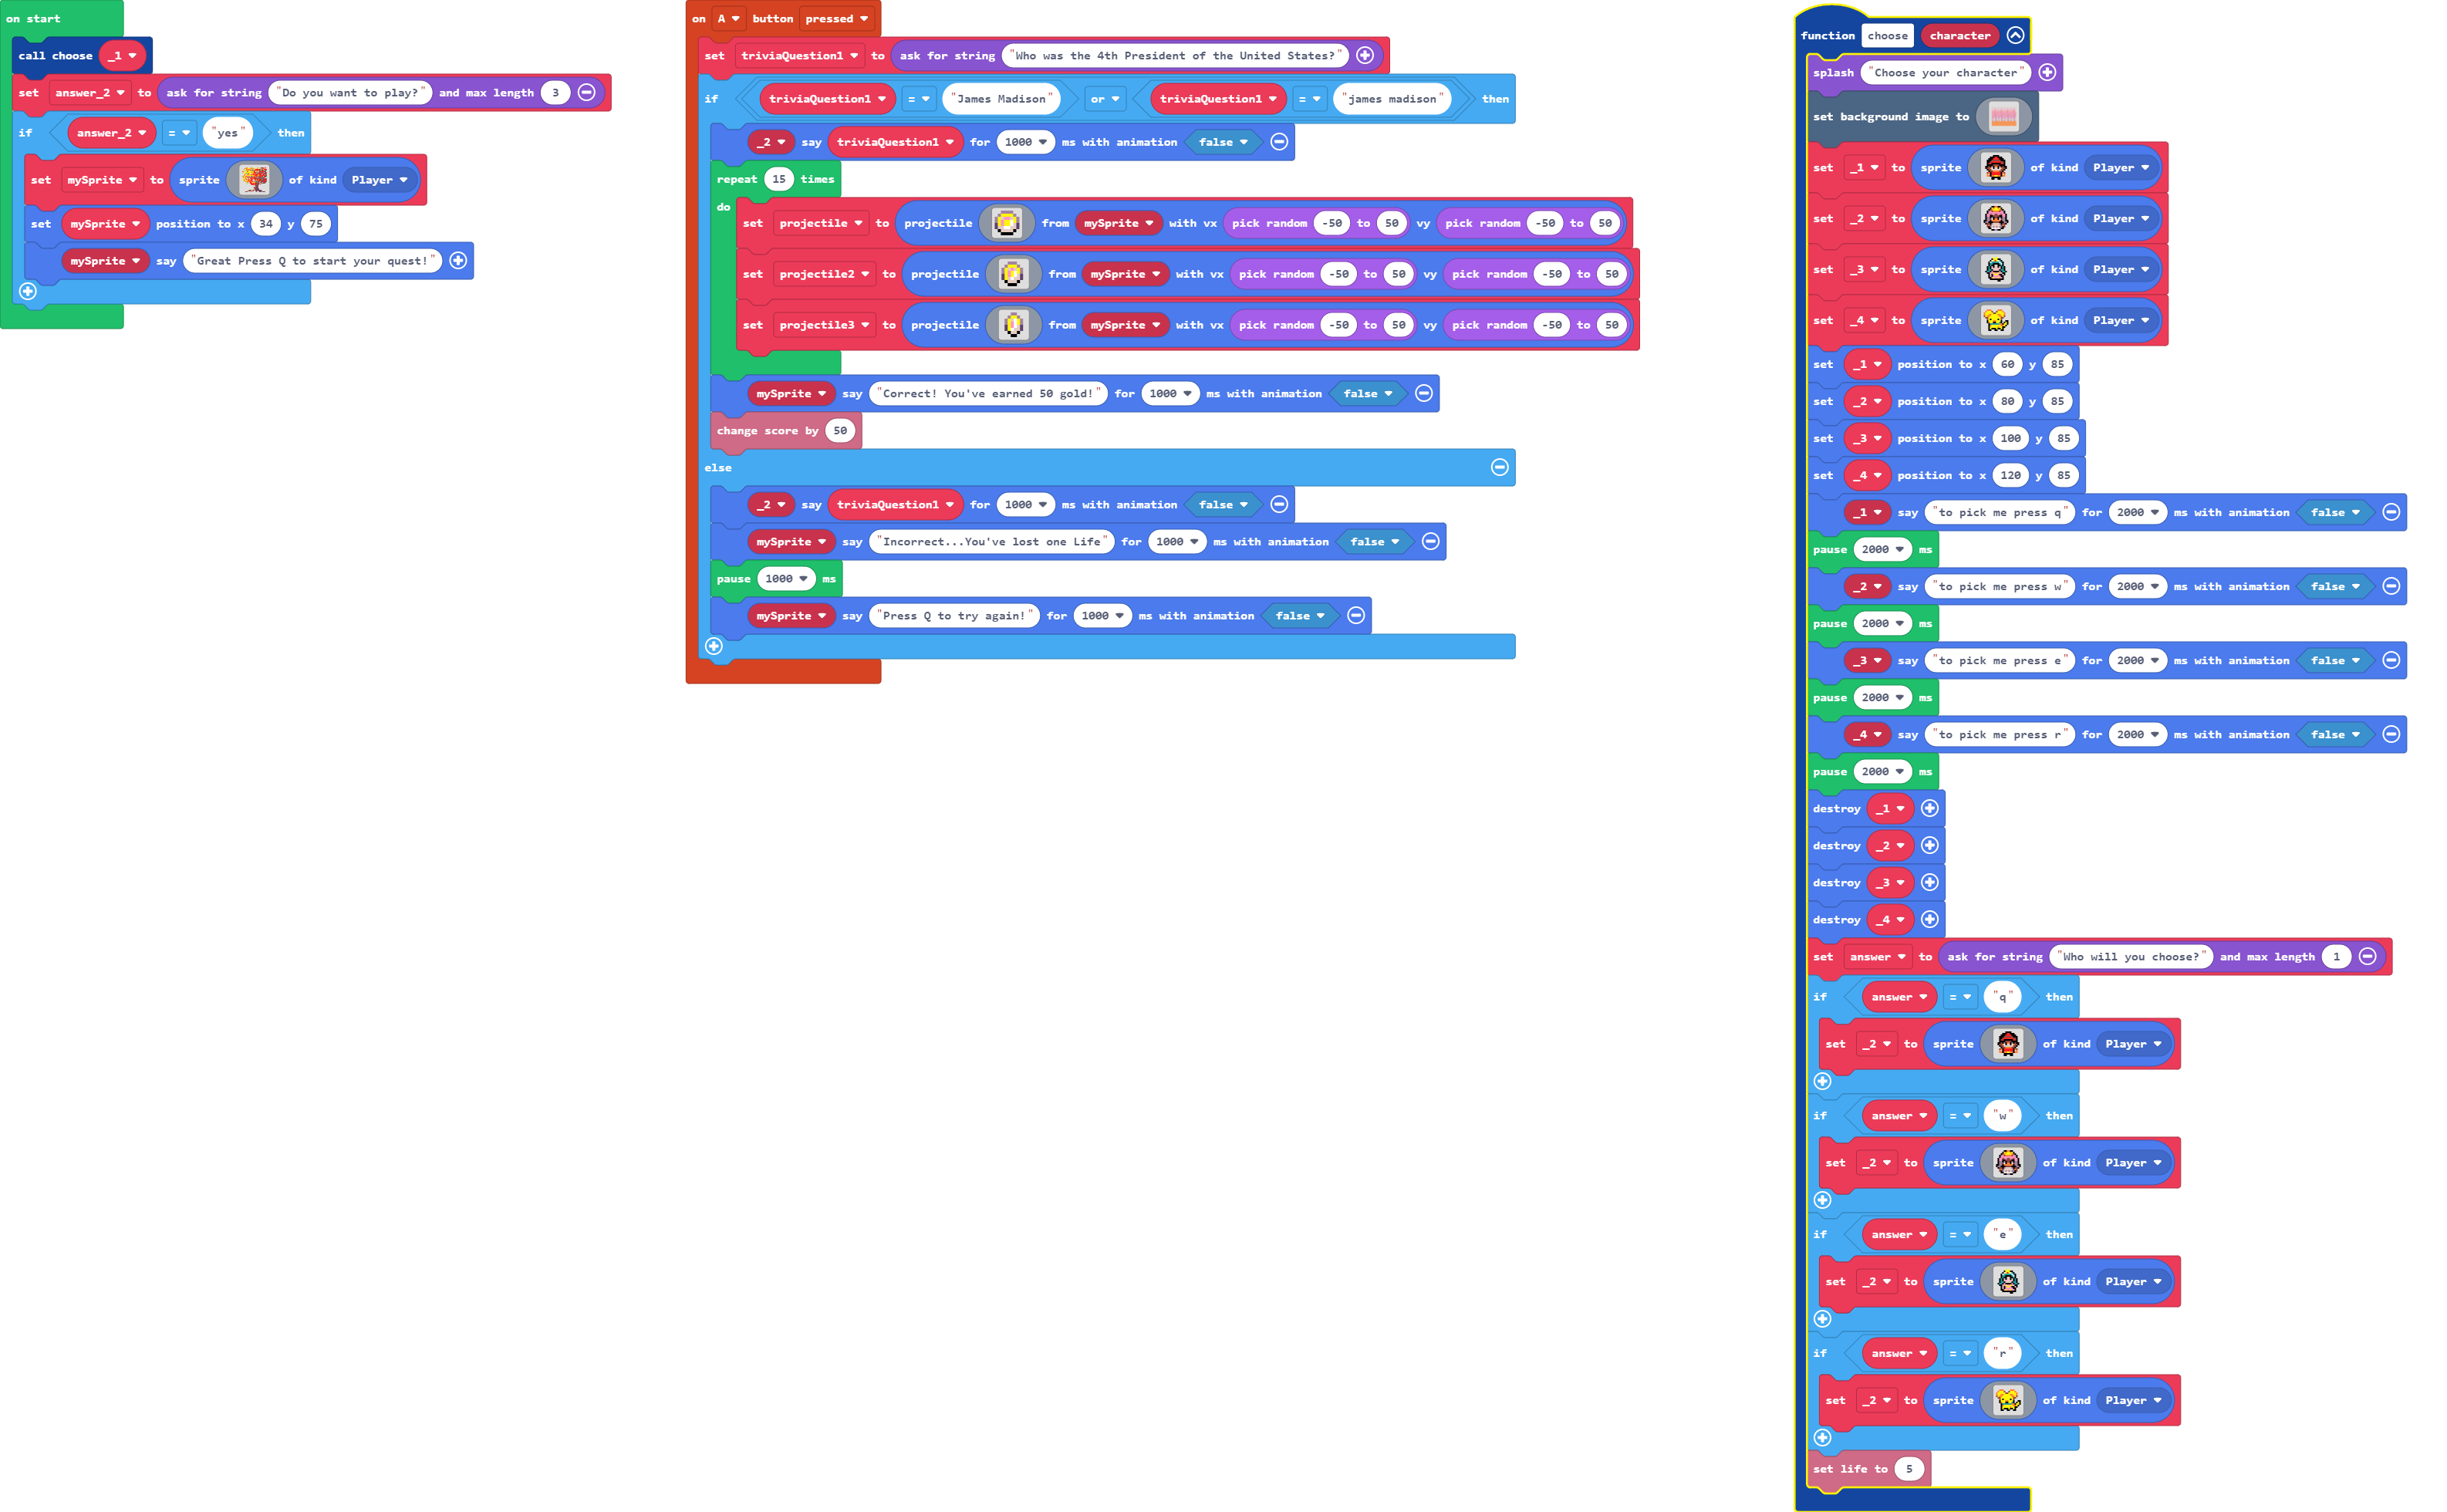 on start
call choose _1
set answer_2 to ask for string "Do you want to play?" and max length 3
if answer_2 = "yes" then
set mySprite to sprite of kind Player
set mySprite position to x 34 y 75
mySprite say "Great Press Q to start your quest!"
on A button pressed
set triviaQuestion1 to ask for string "Who was the 4th President of the United States?"
if triviaQuestion1 = "James Madison" or triviaQuestion1 = "james madison" then
_2 say triviaQuestion1 for 1000 ms with animation false
repeat 15 times
do
set projectile to projectile from mySprite with vx pick random -50 to 50 vy pick random -50 to 50
set projectile2 to projectile from mySprite with vx pick random -50 to 50 vy pick random -50 to 50
set projectile3 to projectile from mySprite with vx pick random -50 to 50 vy pick random -50 to 50
mySprite say "Correct! You've earned 50 gold!" for 1000 ms with animation false
change score by 50
else
_2 say triviaQuestion1 for 1000 ms with animation false
mySprite say "Incorrect...You've lost one Life" for 1000 ms with animation false
pause 1000 ms
mySprite say "Press Q to try again!" for 1000 ms with animation false
function choose character
splash "Choose your character"
set background image to
set _1 to sprite of kind Player
set _2 to sprite of kind Player
set _3 to sprite of kind Player
set _4 to sprite of kind Player
set _1 position to x 60 y 85
set _2 position to x 80 y 85
set _3 position to x 100 y 85
set _4 position to x 120 y 85
_1 say "to pick me press q" for 2000 ms with animation false
pause 2000 ms
_2 say "to pick me press w" for 2000 ms with animation false
pause 2000 ms
_3 say "to pick me press e" for 2000 ms with animation false
pause 2000 ms
_4 say "to pick me press r" for 2000 ms with animation false
pause 2000 ms
destroy _1
destroy _2
destroy _3
destroy _4
set answer to ask for string "Who will you choose?" and max length 1
if answer = "q" then
set _2 to sprite of kind Player
if answer = "w" then
set _2 to sprite of kind Player
if answer = "e" then
set _2 to sprite of kind Player
if answer = "r" then
set _2 to sprite of kind Player
set life to 5